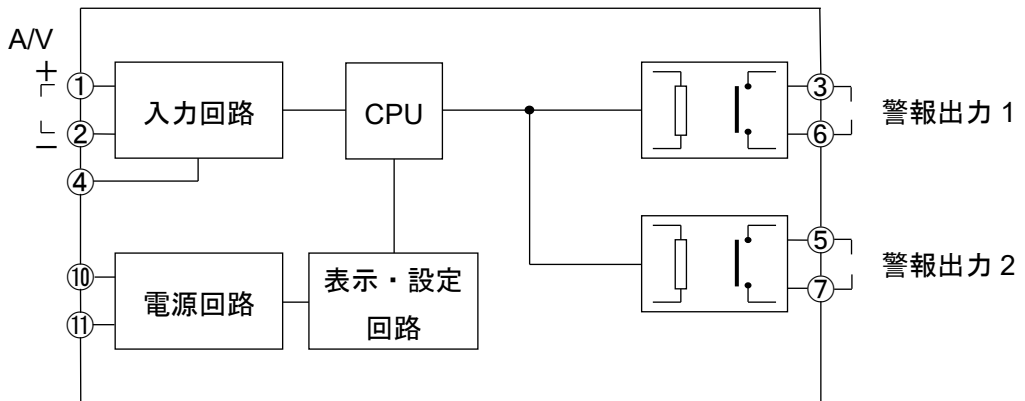 A/V
+
①
②
−
④
入力回路
CPU
③
⑥
警報出力 1
⑤
⑦
警報出力 2
⑩
⑪
電源回路
表示・設定
回路